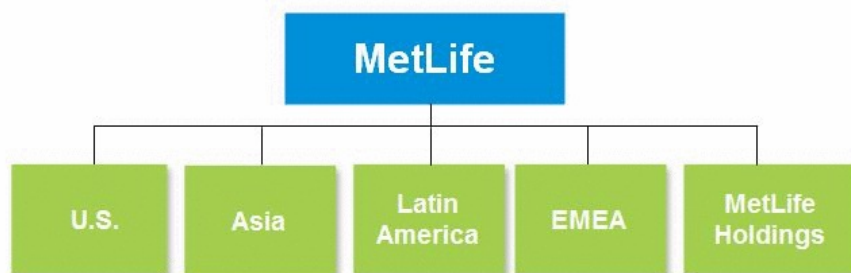 MetLife
U.S.
Asia
Latin
America
EMEA
MetLife
Holdings